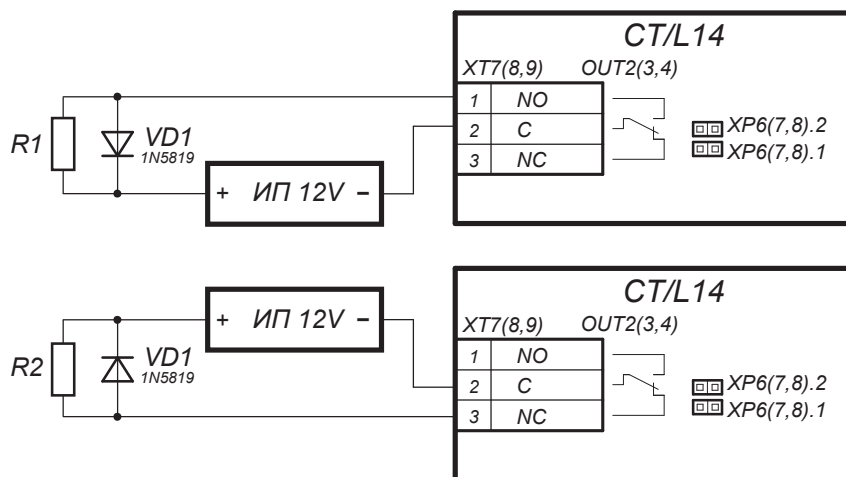 CT/L14
XT7(8,9) OUT2(3,4)
1 NO
2 C
3 NC
XP6(7,8).2
XP6(7,8).1
R1
VD1
1N5819
+ ИП 12V −
CT/L14
XT7(8,9) OUT2(3,4)
1 NO
2 C
3 NC
XP6(7,8).2
XP6(7,8).1
+ ИП 12V −
R2
VD1
1N5819